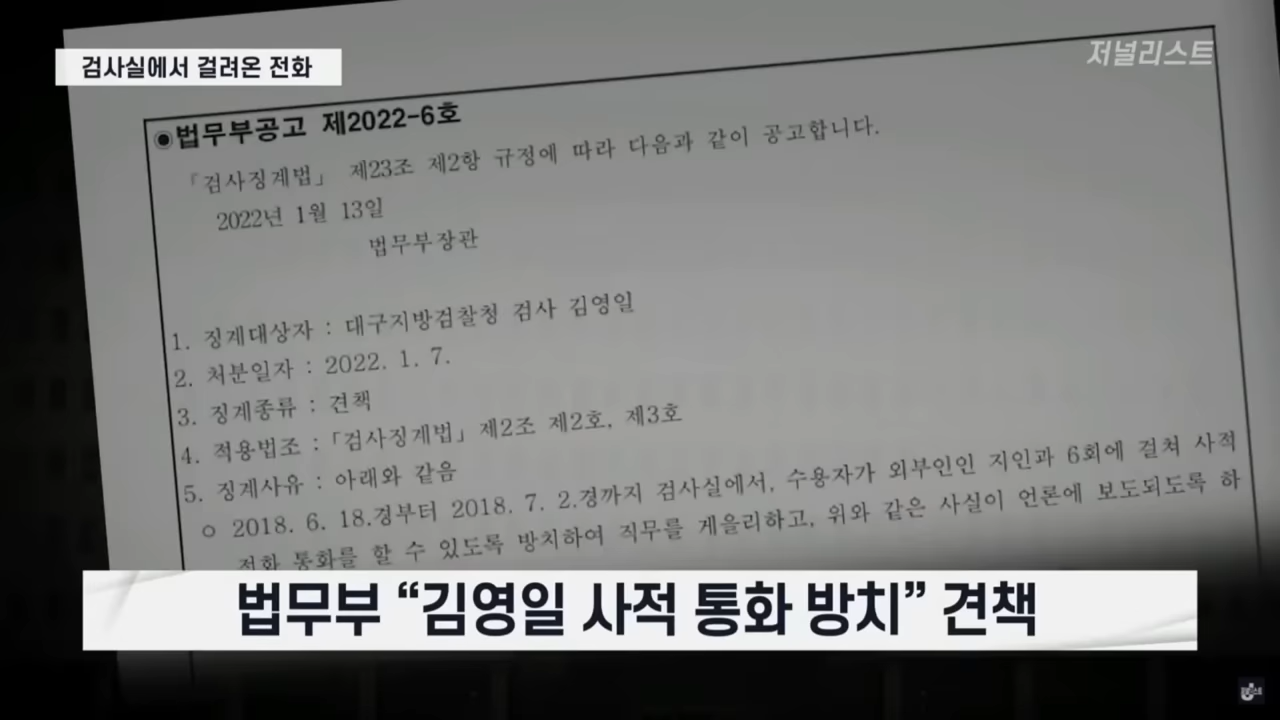 검사실에서 걸려온 전화
저널리스트
◉법무부공고 제2022-6호
「검사징계법」 제23조 제2항 규정에 따라 다음과 같이 공고합니다.
2022년 1월 13일
법무부장관
1. 징계대상자 : 대구지방검찰청 검사 김영일
2. 처분일자 : 2022. 1. 7.
3. 징계종류 : 견책
4. 적용법조 : 「검사징계법」 제2조 제2호, 제3호
5. 징계사유 : 아래와 같음
○ 2018. 6. 18.경부터 2018. 7. 2.경까지 검사실에서, 수용자가 외부인인 지인과 6회에 걸쳐 사적
전화 통화를 할 수 있도록 방치하여 직무를 게을리하고, 위와 같은 사실이 언론에 보도되도록 하
법무부 “김영일 사적 통화 방치” 견책